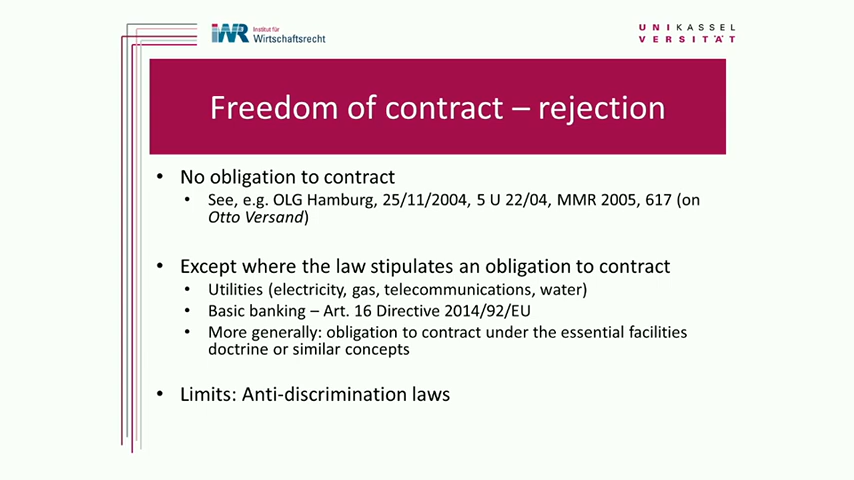 IWR Institut für
Wirtschaftsrecht
UNIKASSEL
VERSITÄT
Freedom of contract – rejection
• No obligation to contract
• See, e.g. OLG Hamburg, 25/11/2004, 5 U 22/04, MMR 2005, 617 (on
Otto Versand)
• Except where the law stipulates an obligation to contract
• Utilities (electricity, gas, telecommunications, water)
• Basic banking – Art. 16 Directive 2014/92/EU
• More generally: obligation to contract under the essential facilities
doctrine or similar concepts
• Limits: Anti-discrimination laws